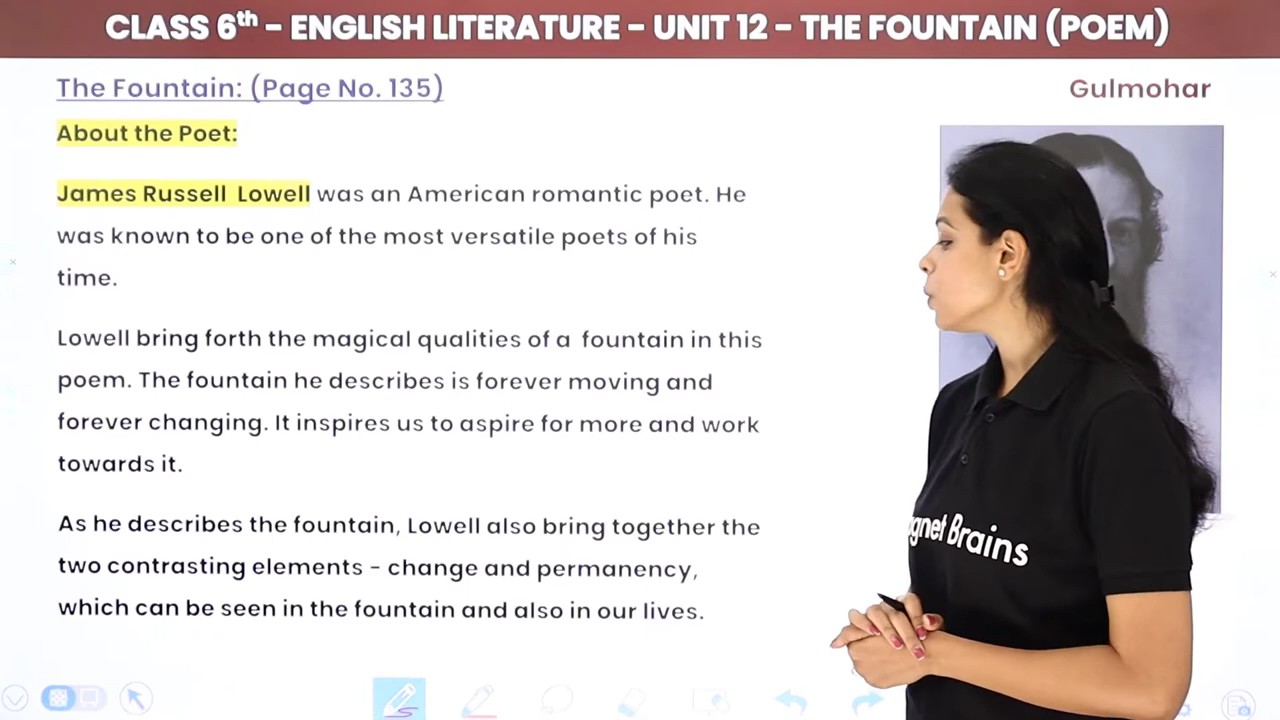 CLASS 6th - ENGLISH LITERATURE - UNIT 12 - THE FOUNTAIN (POEM)
The Fountain: (Page No. 135)
Gulmohar
About the Poet:
James Russell Lowell was an American romantic poet. He
was known to be one of the most versatile poets of his
time.
Lowell bring forth the magical qualities of a fountain in this
poem. The fountain he describes is forever moving and
forever changing. It inspires us to aspire for more and work
towards it.
As he describes the fountain, Lowell also bring together the
two contrasting elements - change and permanency,
which can be seen in the fountain and also in our lives.
Brains